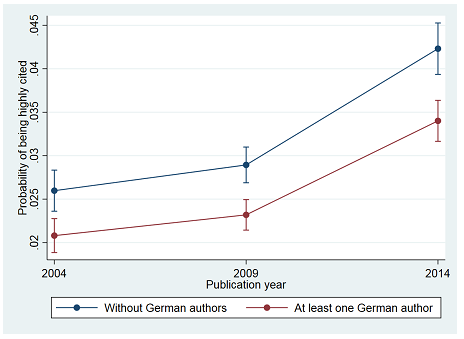 .045
.04
.035
.03
.025
.02
Probability of being highly cited
2004
2009
2014
Publication year
Without German authors
At least one German author